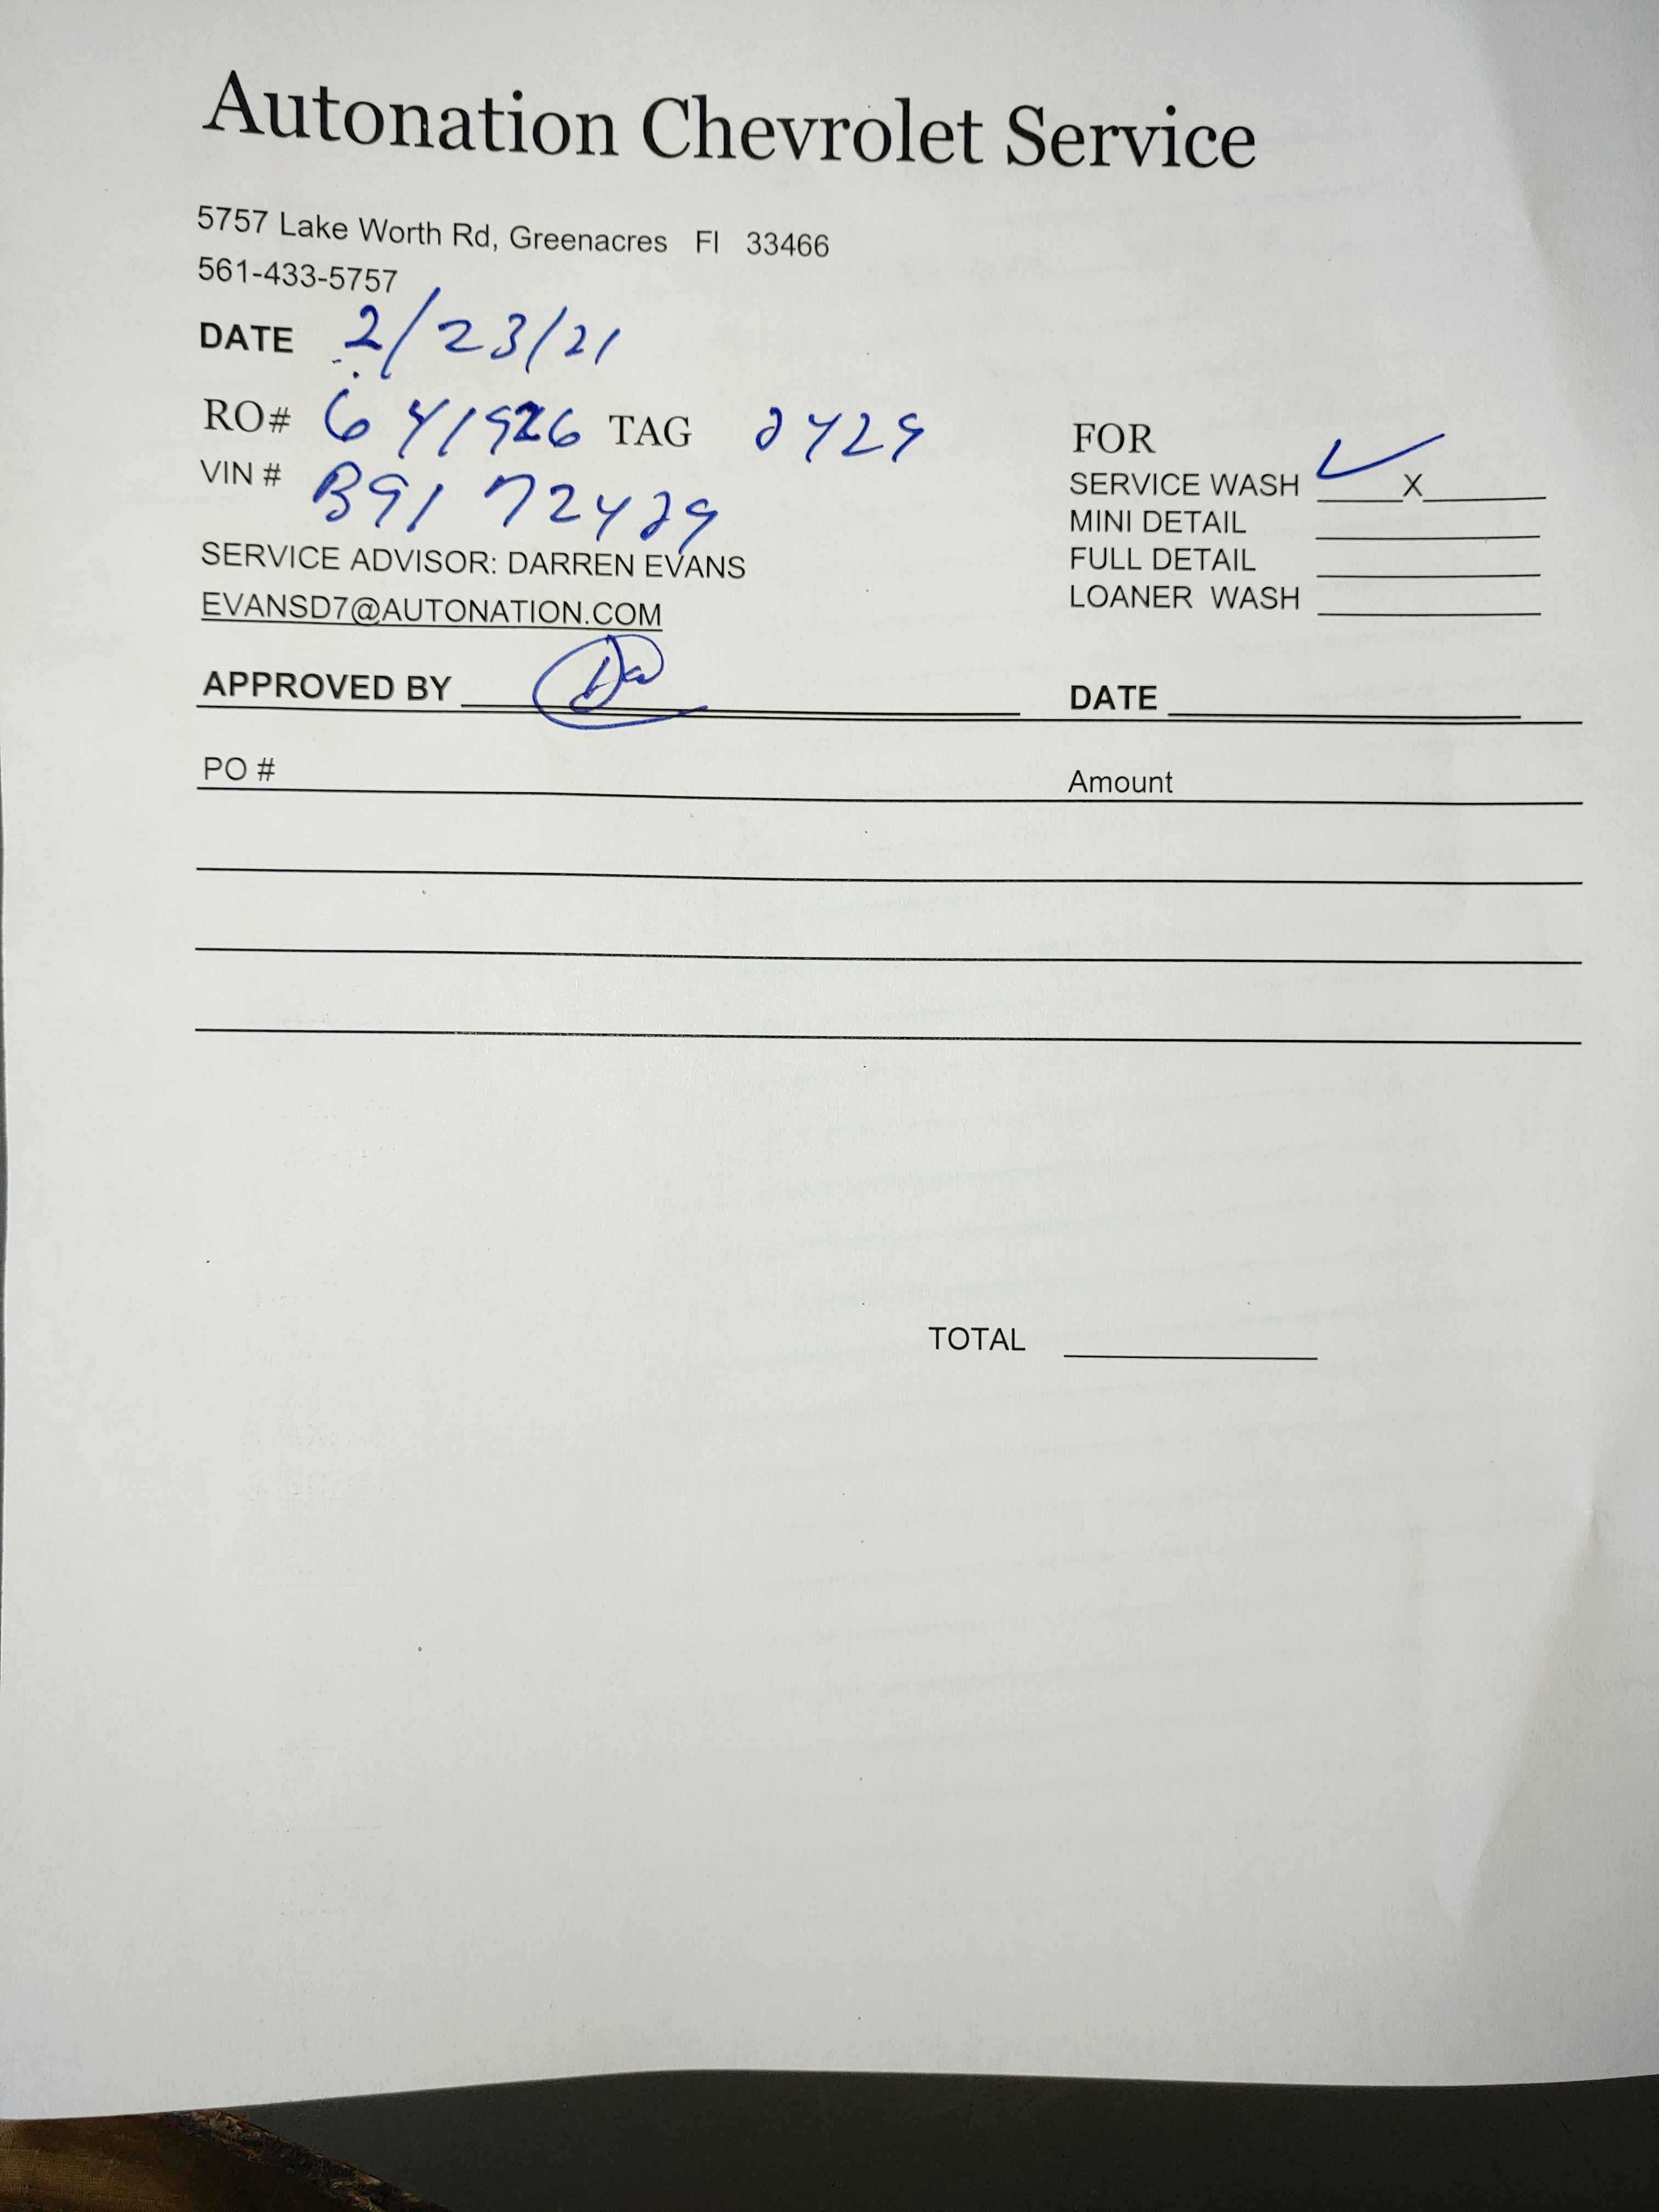 Autonation Chevrolet Service
5757 Lake Worth Rd, Greenacres Fl 33466
561-433-5757
DATE 2/23/21
RO# 641926 TAG 2429
FOR
VIN # B9172429
SERVICE WASH ✓ X
MINI DETAIL
FULL DETAIL
LOANER WASH
SERVICE ADVISOR: DARREN EVANS
EVANSD7@AUTONATION.COM
APPROVED BY DATE
PO # Amount
TOTAL